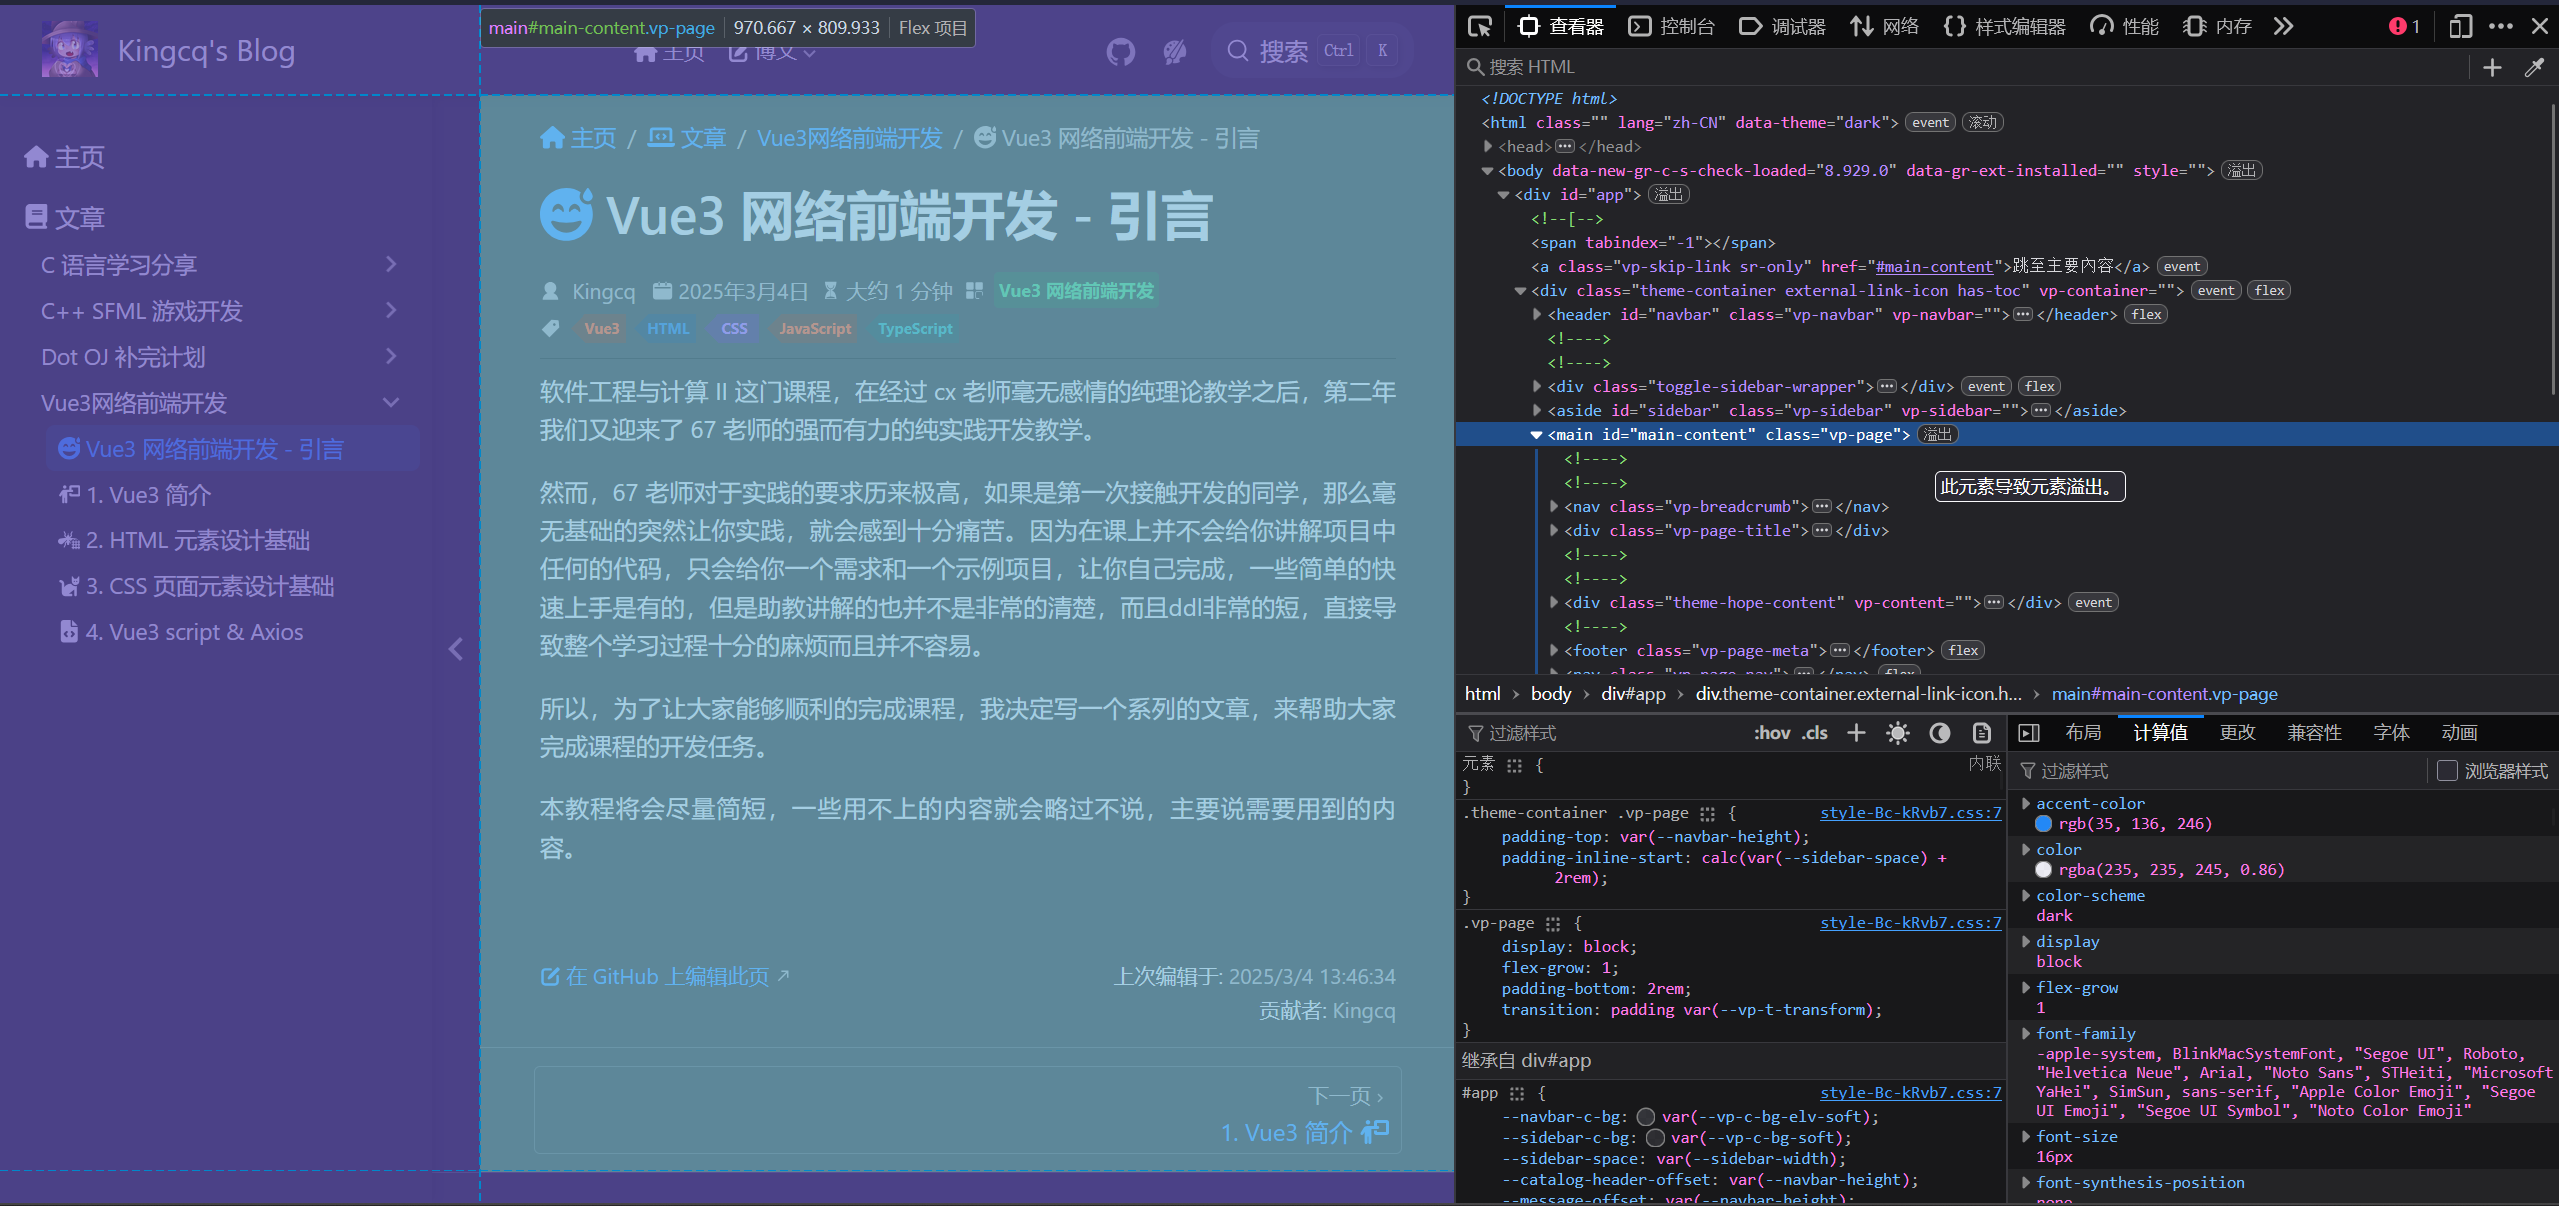 Kingcq's Blog
main#main-content.vp-page 970.667 × 809.933 Flex 项目
主页 博文
搜索 Ctrl K
主页
文章
C 语言学习分享
C++ SFML 游戏开发
Dot OJ 补完计划
Vue3网络前端开发
Vue3 网络前端开发 - 引言
1. Vue3 简介
2. HTML 元素设计基础
3. CSS 页面元素设计基础
4. Vue3 script & Axios
主页 / 文章 / Vue3网络前端开发 / Vue3 网络前端开发 - 引言
Vue3 网络前端开发 - 引言
Kingcq 2025年3月4日 大约 1 分钟 Vue3 网络前端开发
Vue3 HTML CSS JavaScript TypeScript
软件工程与计算 II 这门课程，在经过 cx 老师毫无感情的纯理论教学之后，第二年
我们又迎来了 67 老师的强而有力的纯实践开发教学。
然而，67 老师对于实践的要求历来极高，如果是第一次接触开发的同学，那么毫
无基础的突然让你实践，就会感到十分痛苦。因为在课上并不会给你讲解项目中
任何的代码，只会给你一个需求和一个示例项目，让你自己完成，一些简单的快
速上手是有的，但是助教讲解的也并不是非常的清楚，而且ddl非常的短，直接导
致整个学习过程十分的麻烦而且并不容易。
所以，为了让大家能够顺利的完成课程，我决定写一个系列的文章，来帮助大家
完成课程的开发任务。
本教程将会尽量简短，一些用不上的内容就会略过不说，主要说需要用到的内
容。
在 GitHub 上编辑此页 ↗
上次编辑于: 2025/3/4 13:46:34
贡献者: Kingcq
下一页 ›
1. Vue3 简介
查看器 控制台 调试器 网络 样式编辑器 性能 内存 1
搜索 HTML
<!DOCTYPE html>
<html class="" lang="zh-CN" data-theme="dark"> event 滚动
<head>…</head>
<body data-new-gr-c-s-check-loaded="8.929.0" data-gr-ext-installed="" style=""> 溢出
<div id="app"> 溢出
<!--[-->
<span tabindex="-1"></span>
<a class="vp-skip-link sr-only" href="#main-content">跳至主要內容</a> event
<div class="theme-container external-link-icon has-toc" vp-container=""> event flex
<header id="navbar" class="vp-navbar" vp-navbar="">…</header> flex
<!---->
<!---->
<div class="toggle-sidebar-wrapper">…</div> event flex
<aside id="sidebar" class="vp-sidebar" vp-sidebar="">…</aside>
<main id="main-content" class="vp-page"> 溢出
<!---->
<!---->
此元素导致元素溢出。
<nav class="vp-breadcrumb">…</nav>
<div class="vp-page-title">…</div>
<!---->
<!---->
<div class="theme-hope-content" vp-content="">…</div> event
<!---->
<footer class="vp-page-meta">…</footer> flex
<nav class="vp-page-nav">…</nav> flex
html › body › div#app › div.theme-container.external-link-icon.h... › main#main-content.vp-page
过滤样式 :hov .cls
元素 { 内联
}
.theme-container .vp-page { style-Bc-kRvb7.css:7
padding-top: var(--navbar-height);
padding-inline-start: calc(var(--sidebar-space) +
2rem);
}
.vp-page { style-Bc-kRvb7.css:7
display: block;
flex-grow: 1;
padding-bottom: 2rem;
transition: padding var(--vp-t-transform);
}
继承自 div#app
#app { style-Bc-kRvb7.css:7
--navbar-c-bg: var(--vp-c-bg-elv-soft);
--sidebar-c-bg: var(--vp-c-bg-soft);
--sidebar-space: var(--sidebar-width);
--catalog-header-offset: var(--navbar-height);
--message-offset: var(--navbar-height);
布局 计算值 更改 兼容性 字体 动画
过滤样式 浏览器样式
accent-color
rgb(35, 136, 246)
color
rgba(235, 235, 245, 0.86)
color-scheme
dark
display
block
flex-grow
1
font-family
-apple-system, BlinkMacSystemFont, "Segoe UI", Roboto,
"Helvetica Neue", Arial, "Noto Sans", STHeiti, "Microsoft
YaHei", SimSun, sans-serif, "Apple Color Emoji", "Segoe
UI Emoji", "Segoe UI Symbol", "Noto Color Emoji"
font-size
16px
font-synthesis-position
none